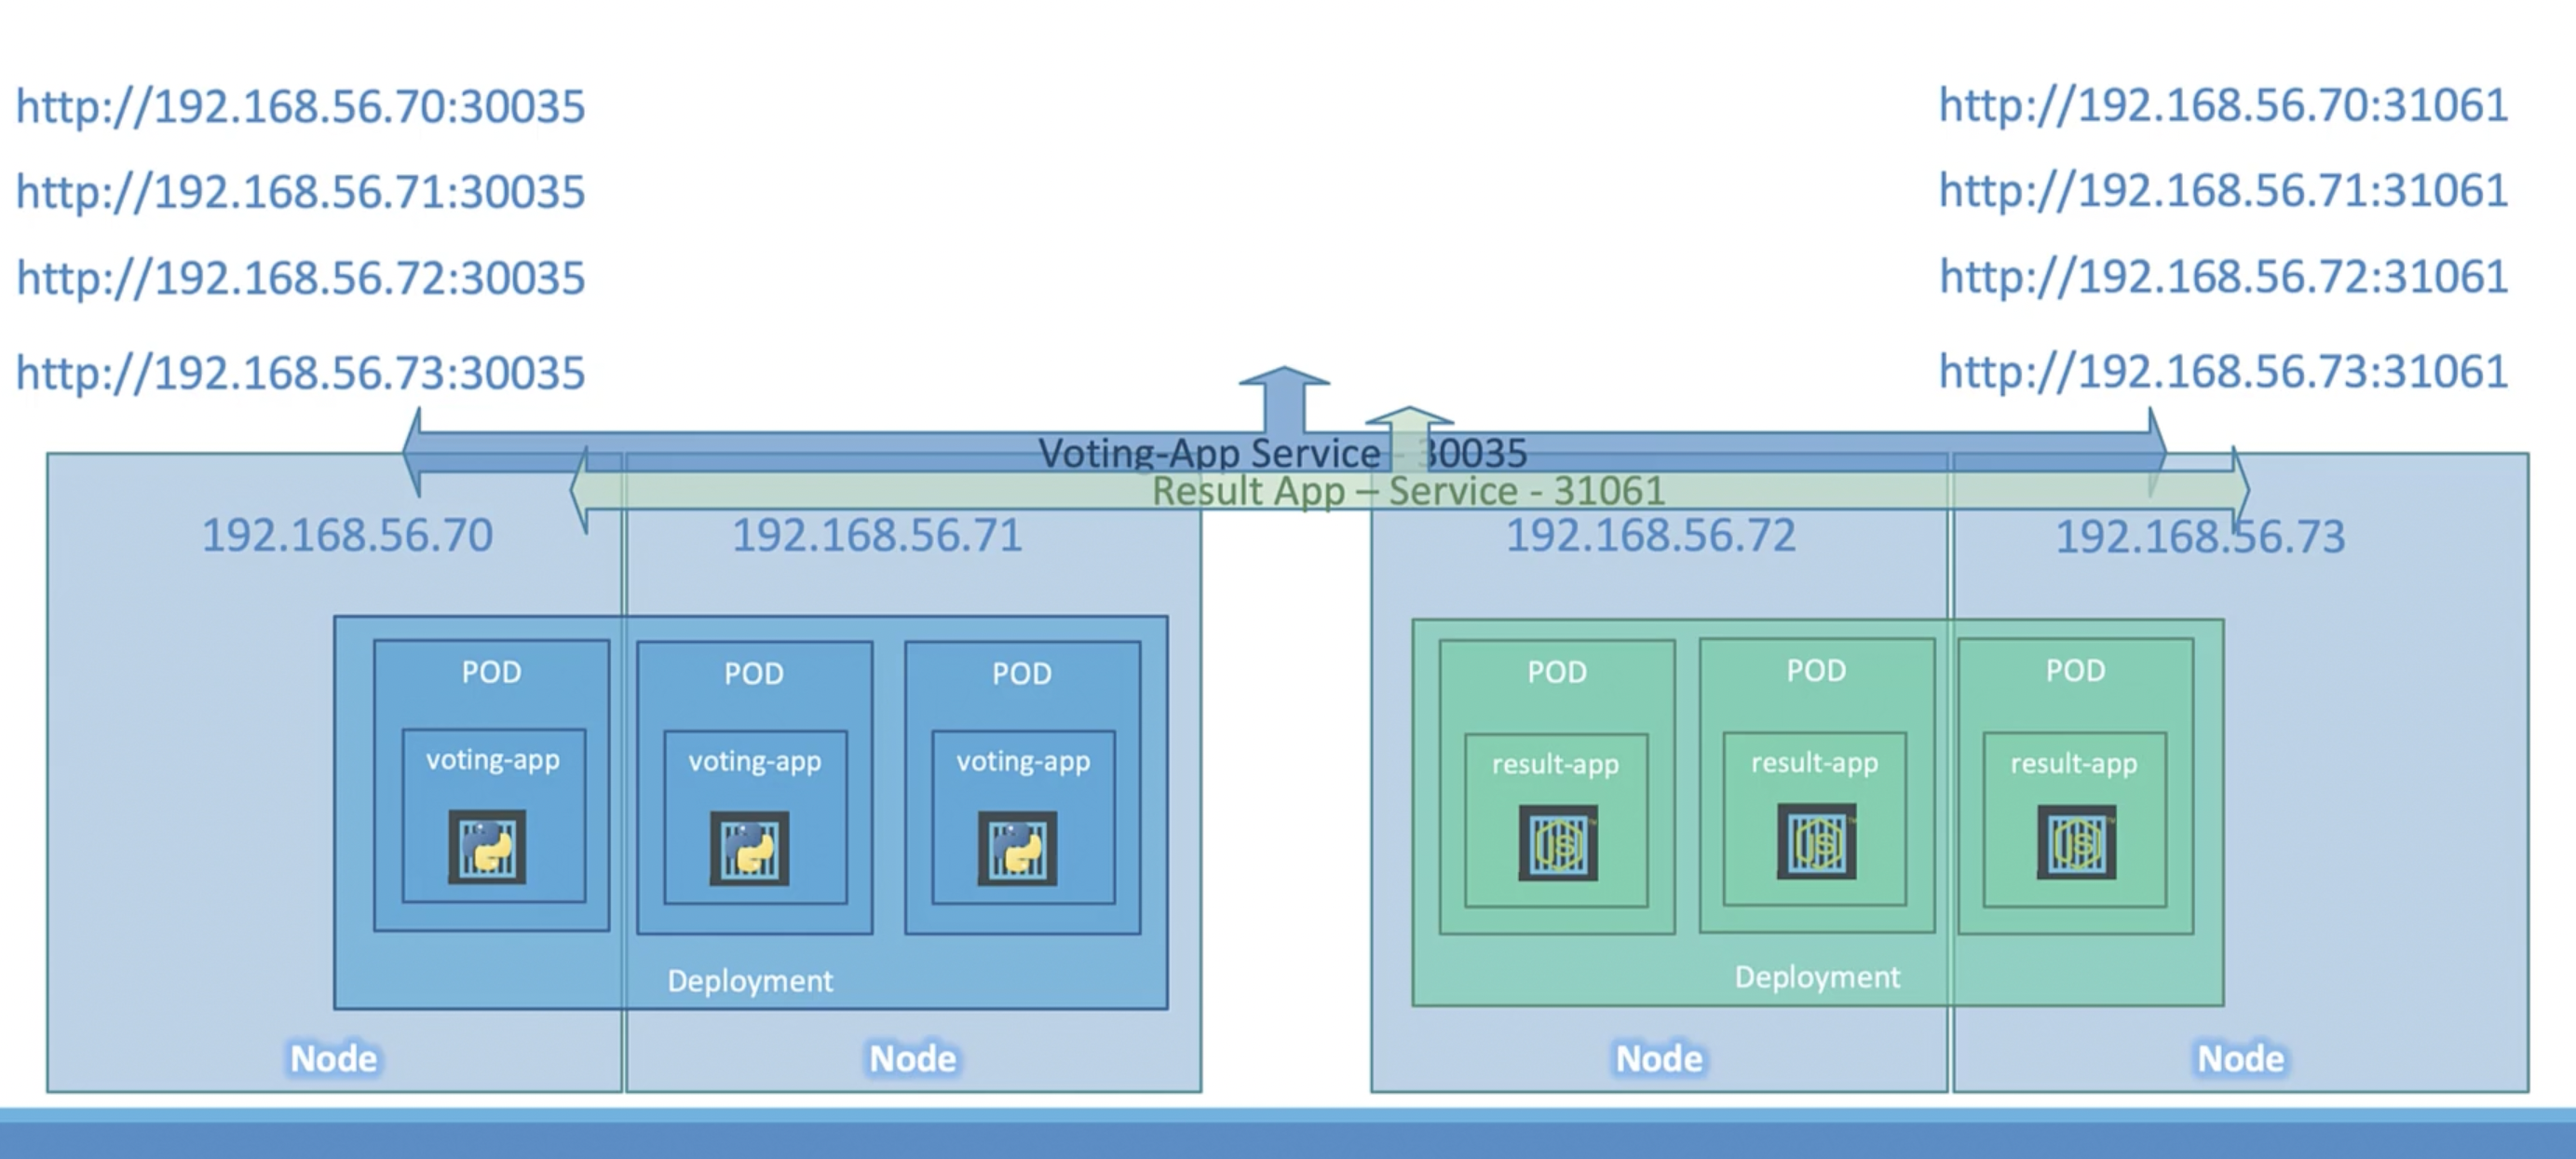 http://192.168.56.70:30035
http://192.168.56.71:30035
http://192.168.56.72:30035
http://192.168.56.73:30035
http://192.168.56.70:31061
http://192.168.56.71:31061
http://192.168.56.72:31061
http://192.168.56.73:31061
Voting-App Service - 30035
Result App – Service - 31061
192.168.56.70
192.168.56.71
192.168.56.72
192.168.56.73
POD
voting-app
POD
voting-app
POD
voting-app
Deployment
POD
result-app
JS
POD
result-app
JS
POD
result-app
JS
Deployment
Node
Node
Node
Node